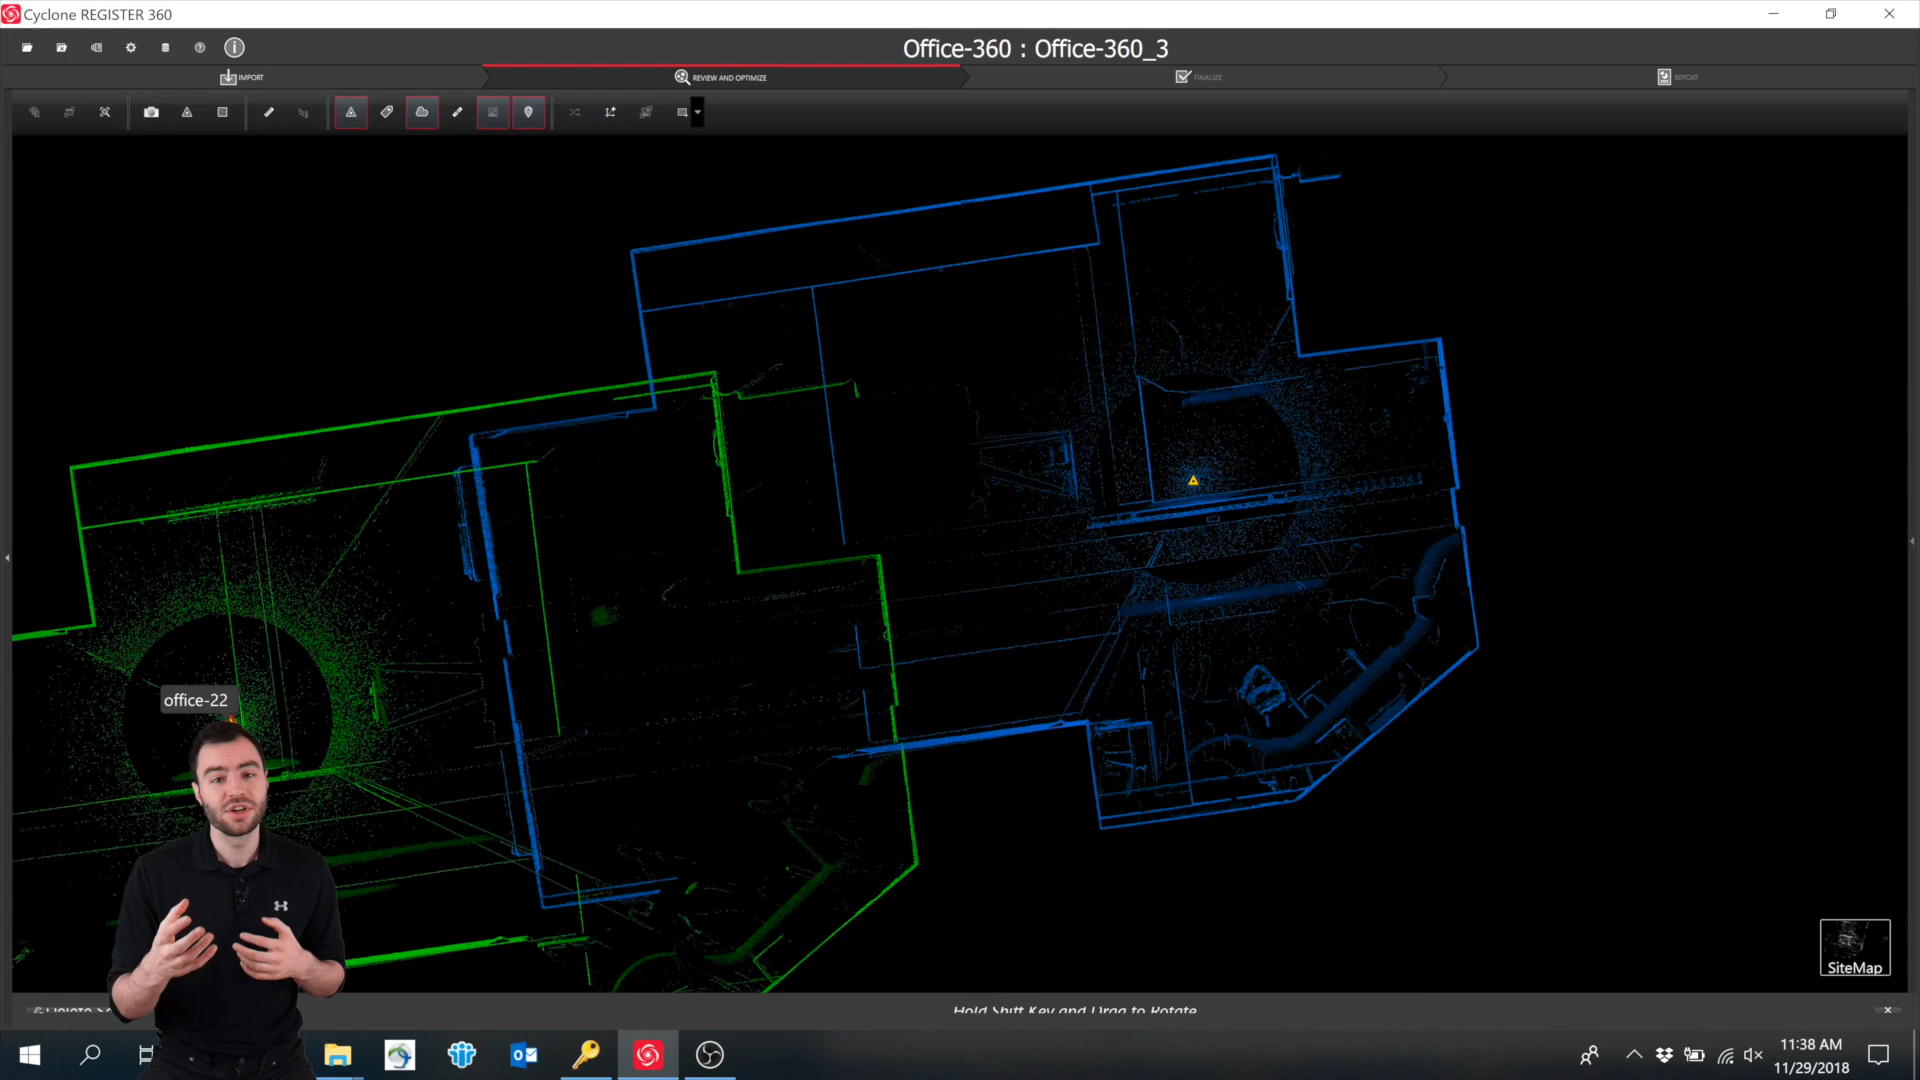 Cyclone REGISTER 360
Office-360 : Office-360_3
IMPORT
REVIEW AND OPTIMIZE
FINALIZE
REPORT
office-22
SiteMap
Hold Shift Key and Drag to Rotate
11:38 AM
11/29/2018